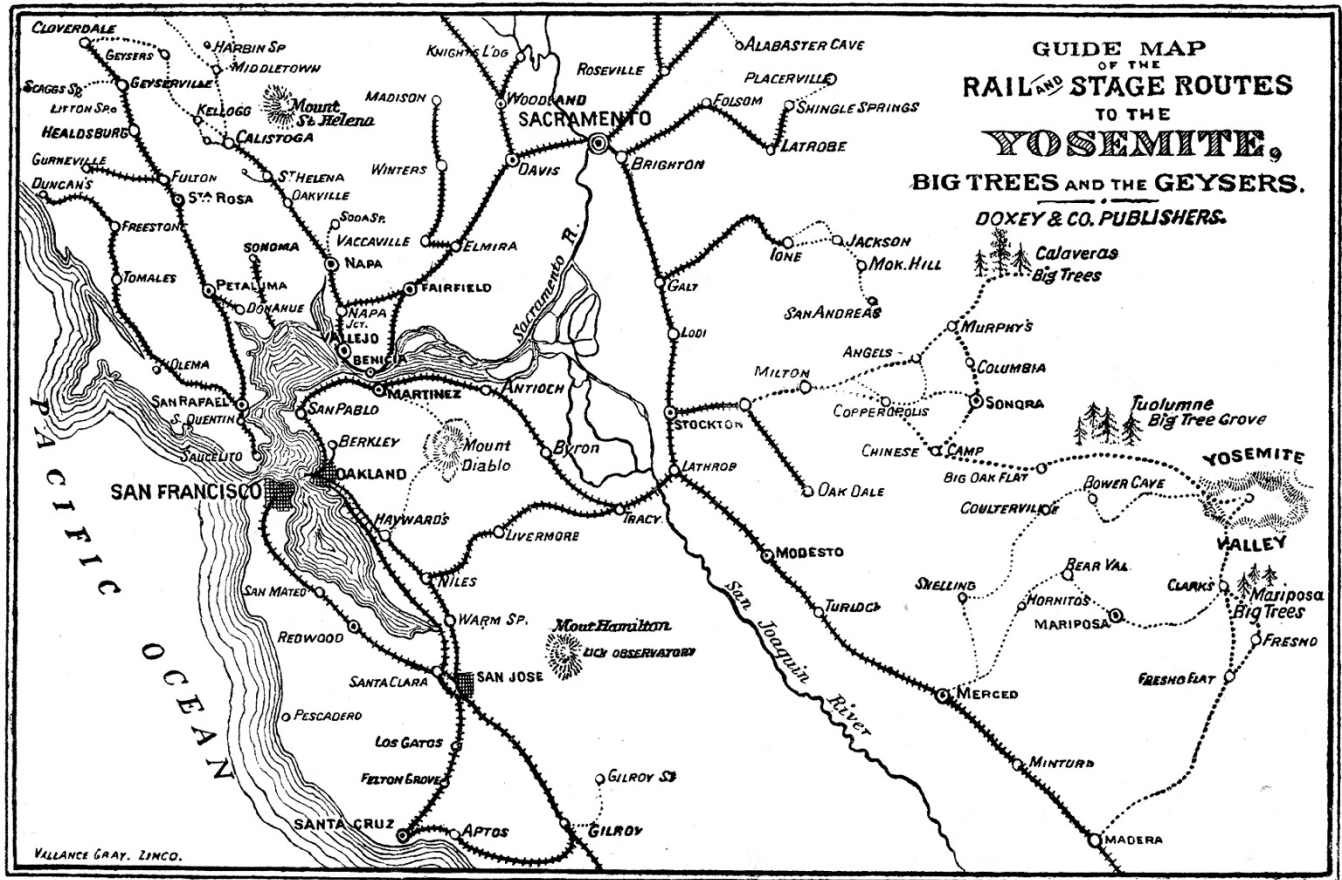 GUIDE MAP
OF THE
RAIL AND STAGE ROUTES
TO THE
YOSEMITE,
BIG TREES AND THE GEYSERS.
DOXEY & CO. PUBLISHERS.
CLOVERDALE
GEYSERS
HARBIN SP
MIDDLETOWN
KNIGHTS L'DG
ROSEVILLE
ALABASTER CAVE
PLACERVILLE
SCAGGS SP.
GEYSERVILLE
LITTON SP.
KELLOGG
Mount
St. Helena
MADISON
WOODLAND
SACRAMENTO
FOLSOM
SHINGLE SPRINGS
HEALDSBURG
CALISTOGA
LATROBE
GURNEVILLE
FULTON
ST HELENA
WINTERS
DAVIS
BRIGHTON
DUNCAN'S
STA ROSA
OAKVILLE
FREESTONE
SODA SP.
VACCAVILLE
ELMIRA
SONOMA
NAPA
IONE
JACKSON
MOK. HILL
Calaveras
Big Trees
TOMALES
PETALUMA
DONAHUE
NAPA
JCT.
FAIRFIELD
Sacramento R.
GALT
SAN ANDREAS
VALLEJO
BENICIA
LODI
MURPHY'S
OLEMA
ANGELS
COLUMBIA
MILTON
SAN RAFAEL
S. QUENTIN
SAN PABLO
MARTINEZ
ANTIOCH
STOCKTON
COPPEROPOLIS
SONORA
Tuolumne
Big Tree Grove
SAUCELITO
BERKLEY
Mount
Diablo
Byron
CHINESE CAMP
OAKLAND
LATHROP
BIG OAK FLAT
YOSEMITE
VALLEY
SAN FRANCISCO
OAK DALE
BOWER CAVE
COULTERVILLE
HAYWARD'S
TRACY
LIVERMORE
MODESTO
PACIFIC OCEAN
NILES
SAN MATEO
SNELLING
BEAR VAL.
HORNITOS
CLARK'S
Mariposa
Big Trees
WARM SP.
TURLOCK
MARIPOSA
REDWOOD
Mout Hamilton
LICK OBSERVATORY
San Joaquin River
FRESNO
SANTA CLARA
SAN JOSE
MERCED
FRESNO FLAT
PESCADERO
LOS GATOS
FELTON GROVE
GILROY SP
MINTURN
SANTA CRUZ
APTOS
GILROY
MADERA
VALLANCE GRAY. ZINCO.